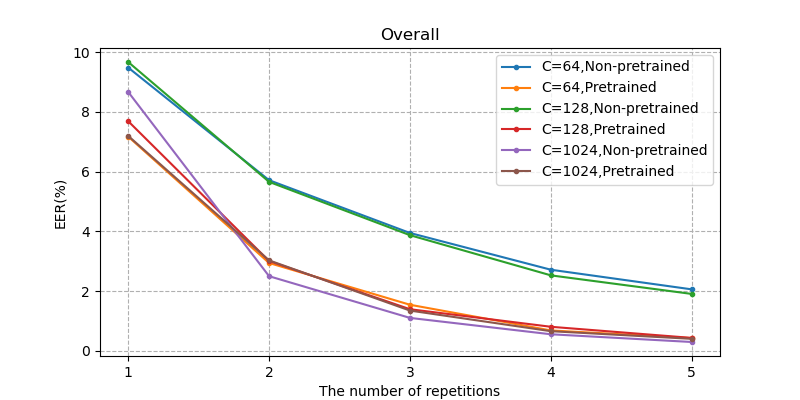 Overall
EER(%)
10
8
6
4
2
0
C=64,Non-pretrained
C=64,Pretrained
C=128,Non-pretrained
C=128,Pretrained
C=1024,Non-pretrained
C=1024,Pretrained
1 2 3 4 5
The number of repetitions